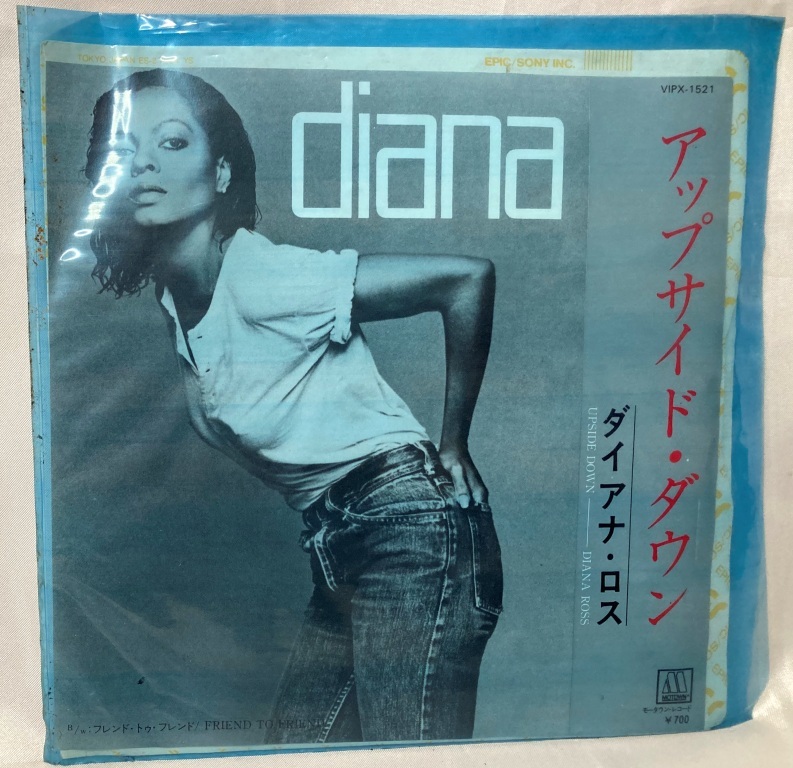 EPIC/SONY INC.
VIPX-1521
diana
アップサイド・ダウン
ダイアナ・ロス
UPSIDE DOWN — DIANA ROSS
B/w:フレンド・トゥ・フレンド/ FRIEND TO FRIEND
M
MOTOWN
モータウン・レコード
￥700